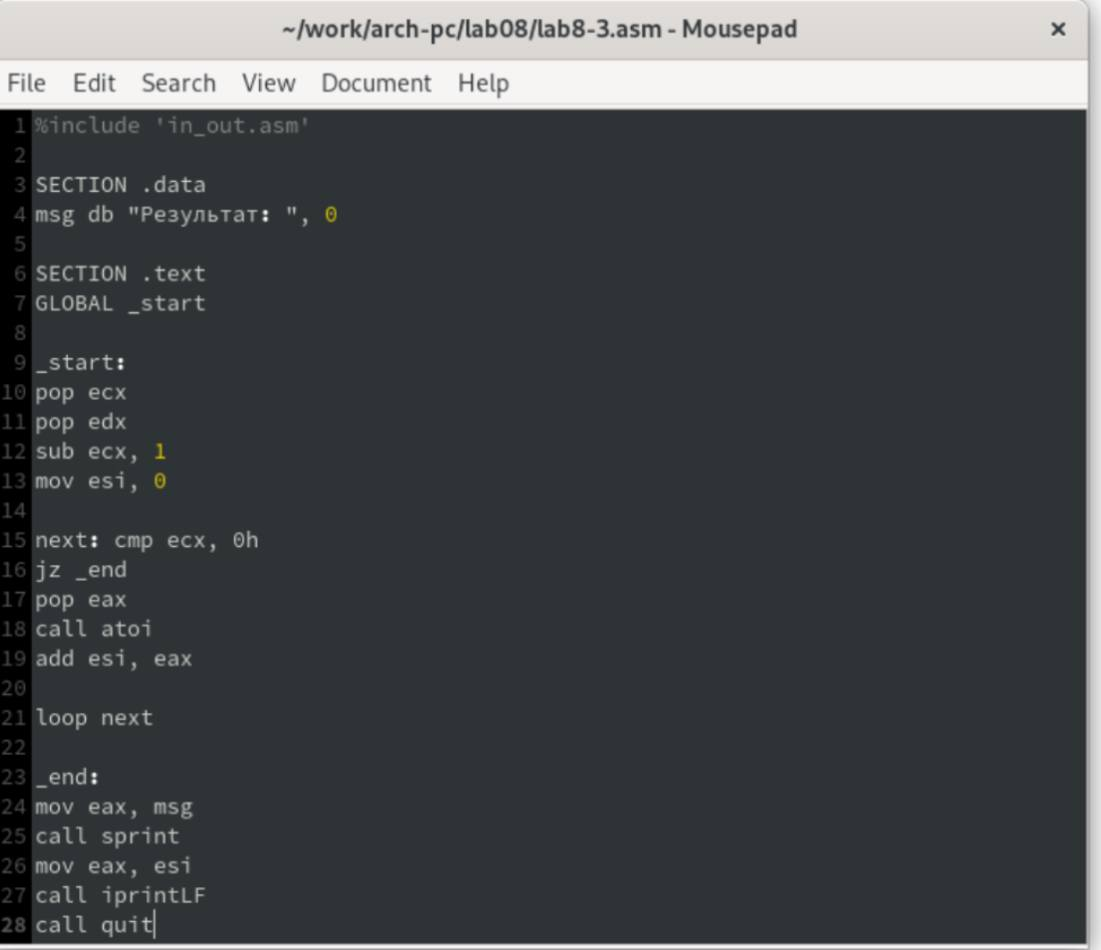 ~/work/arch-pc/lab08/lab8-3.asm - Mousepad ×
File Edit Search View Document Help
1 %include 'in_out.asm'
2
3 SECTION .data
4 msg db "Результат: ", 0
5
6 SECTION .text
7 GLOBAL _start
8
9 _start:
10 pop ecx
11 pop edx
12 sub ecx, 1
13 mov esi, 0
14
15 next: cmp ecx, 0h
16 jz _end
17 pop eax
18 call atoi
19 add esi, eax
20
21 loop next
22
23 _end:
24 mov eax, msg
25 call sprint
26 mov eax, esi
27 call iprintLF
28 call quit